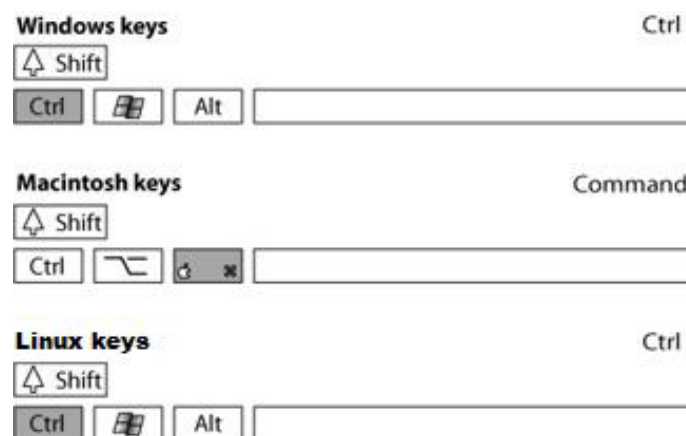 Windows keys Ctrl
Shift
Ctrl Alt
Macintosh keys Command
Shift
Ctrl ⌥ ⌘
Linux keys Ctrl
Shift
Ctrl Alt